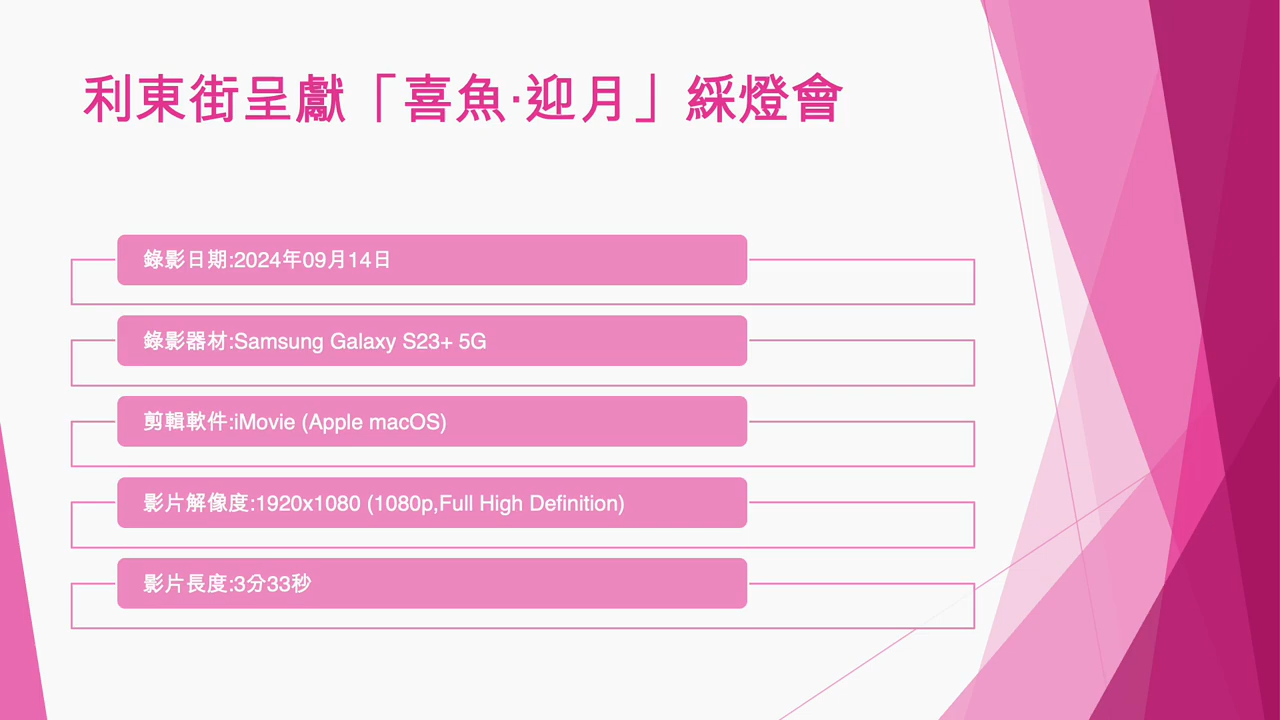 利東街呈獻「喜魚·迎月」綵燈會
錄影日期:2024年09月14日
錄影器材:Samsung Galaxy S23+ 5G
剪輯軟件:iMovie (Apple macOS)
影片解像度:1920x1080 (1080p,Full High Definition)
影片長度:3分33秒